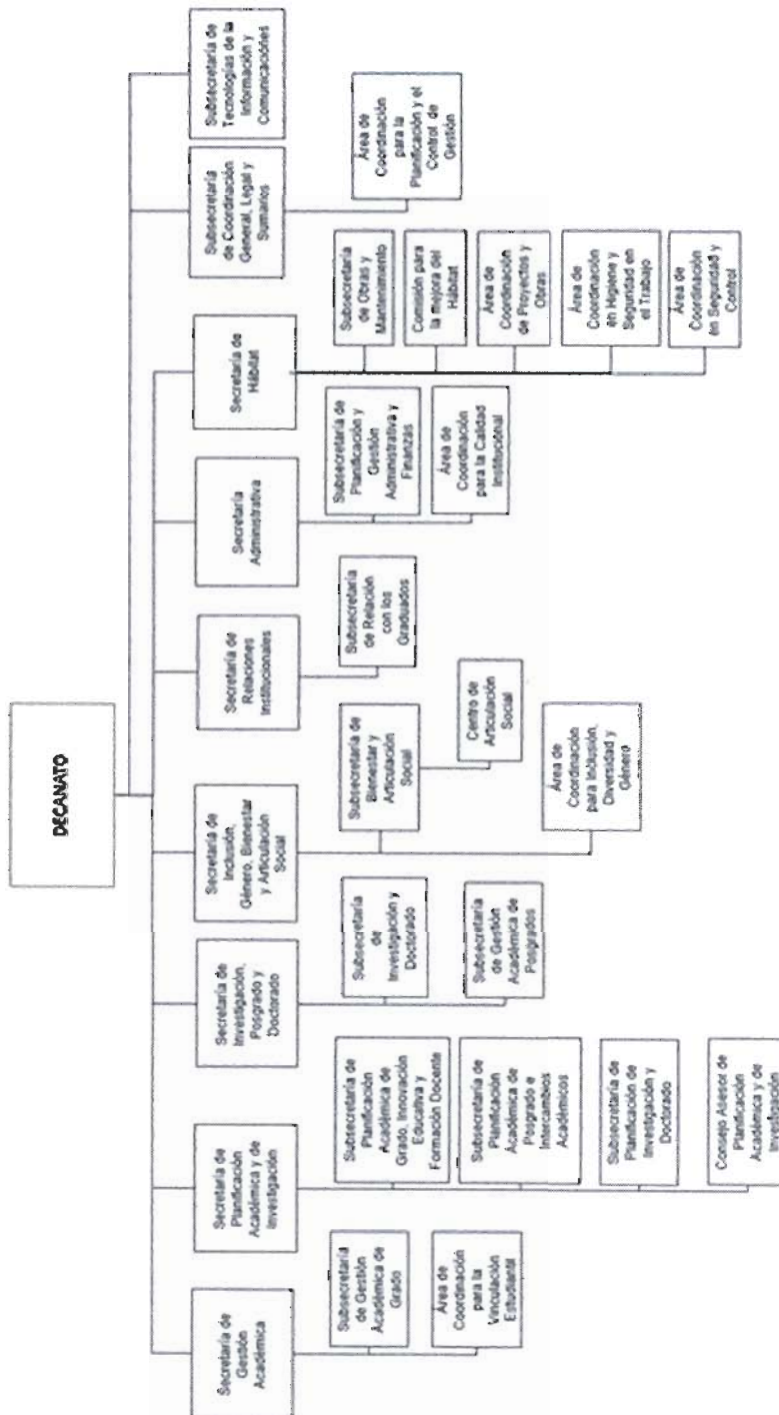 DECANATO
Secretaría de
Gestión
Académica
Subsecretaría
de Gestión
Académica de
Grado
Área de
Coordinación
para la
Vinculación
Estudiantil
Secretaría de
Planificación
Académica y de
Investigación
Subsecretaría de
Planificación
Académica de
Grado, Innovación
Educativa y
Formación Docente
Subsecretaría de
Planificación
Académica de
Posgrado e
Intercambios
Académicos
Subsecretaría de
Planificación de
Investigación y
Doctorado
Consejo Asesor de
Planificación
Académica y de
Investigación
Secretaría de
Investigación,
Posgrado y
Doctorado
Subsecretaría
de
Investigación y
Doctorado
Subsecretaría
de Gestión
Académica de
Posgrados
Secretaría de
Inclusión,
Género, Bienestar
y Articulación
Social
Subsecretaría de
Bienestar y
Articulación
Social
Centro de
Articulación
Social
Área de
Coordinación
para Inclusión,
Diversidad y
Género
Secretaría de
Relaciones
Institucionales
Subsecretaría
de Relación
con los
Graduados
Secretaría
Administrativa
Subsecretaría de
Planificación y
Gestión
Administrativa y
Finanzas
Área de
Coordinación
para la Calidad
Institucional
Secretaría de
Hábitat
Subsecretaría
de Obras y
Mantenimiento
Comisión para
la mejora del
Hábitat
Área de
Coordinación
de Proyectos y
Obras
Área de
Coordinación
en Higiene y
Seguridad en
el Trabajo
Área de
Coordinación
en Seguridad y
Control
Subsecretaría
de Coordinación
General, Legal y
Sumarios
Área de
Coordinación
para la
Planificación y el
Control de
Gestión
Subsecretaría de
Tecnologías de la
Información y
Comunicaciónes